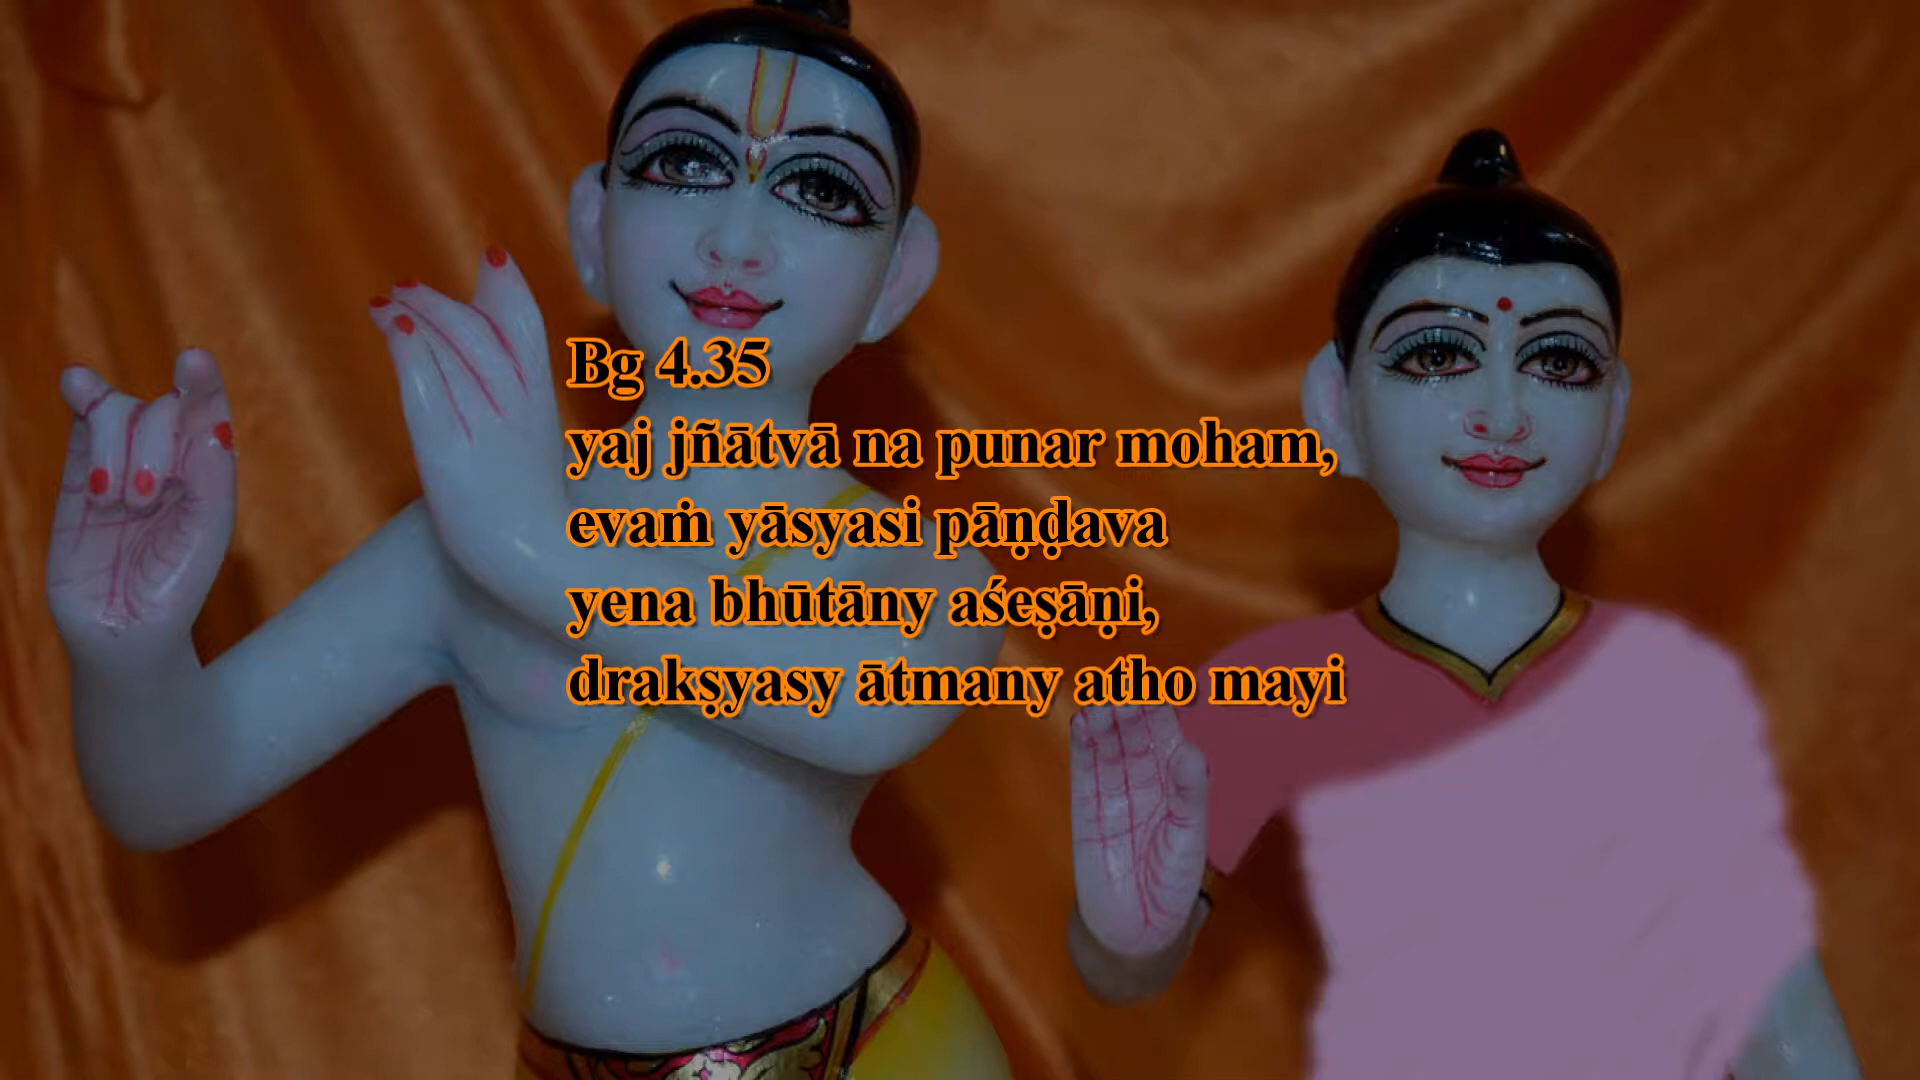 Bg 4.35
yaj jñātvā na punar moham,
evaṁ yāsyasi pāṇḍava
yena bhūtāny aśeṣāṇi,
drakṣyasy ātmany atho mayi